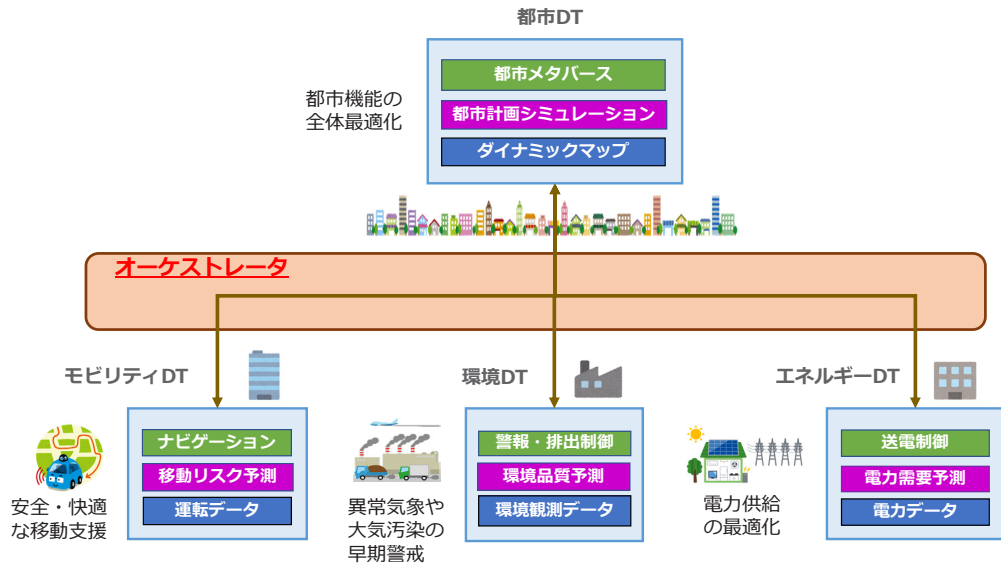 都市DT
都市メタバース
都市計画シミュレーション
ダイナミックマップ
都市機能の
全体最適化
オーケストレータ
モビリティDT
ナビゲーション
移動リスク予測
運転データ
安全・快適
な移動支援
環境DT
警報・排出制御
環境品質予測
環境観測データ
異常気象や
大気汚染の
早期警戒
エネルギーDT
送電制御
電力需要予測
電力データ
電力供給
の最適化